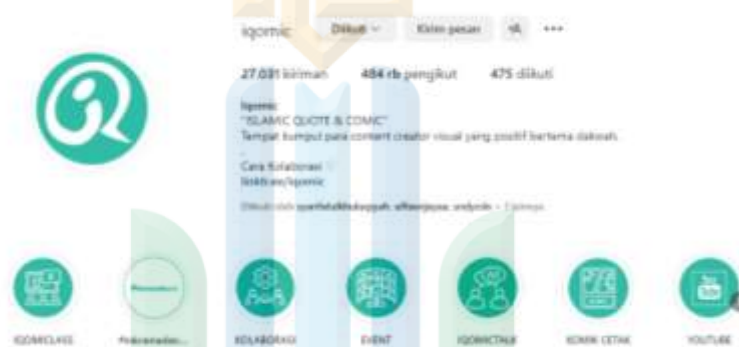 iqomic Diikuti Kirim pesan
27.031 kiriman 484 rb pengikut 475 diikuti
Iqomic
"ISLAMIC QUOTE & COMIC"
Tempat kumpul para content creator visual yang positif bertema dakwah.
.
Cara Kolaborasi
linktr.ee/iqomic
Diikuti oleh
IQOMICLASS KOLABORASI EVENT IQOMICTALK KOMIK CETAK YOUTUBE